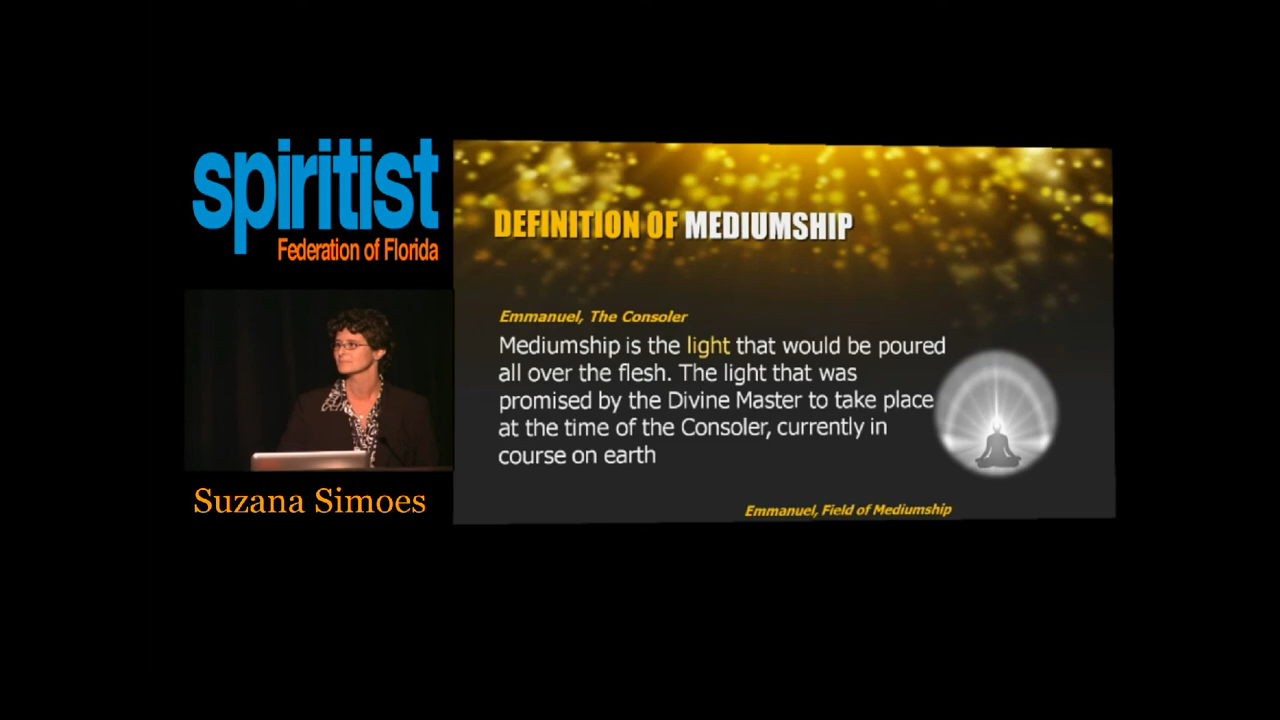 spiritist
Federation of Florida
Suzana Simoes
DEFINITION OF MEDIUMSHIP
Emmanuel, The Consoler
Mediumship is the light that would be poured
all over the flesh. The light that was
promised by the Divine Master to take place
at the time of the Consoler, currently in
course on earth
Emmanuel, Field of Mediumship